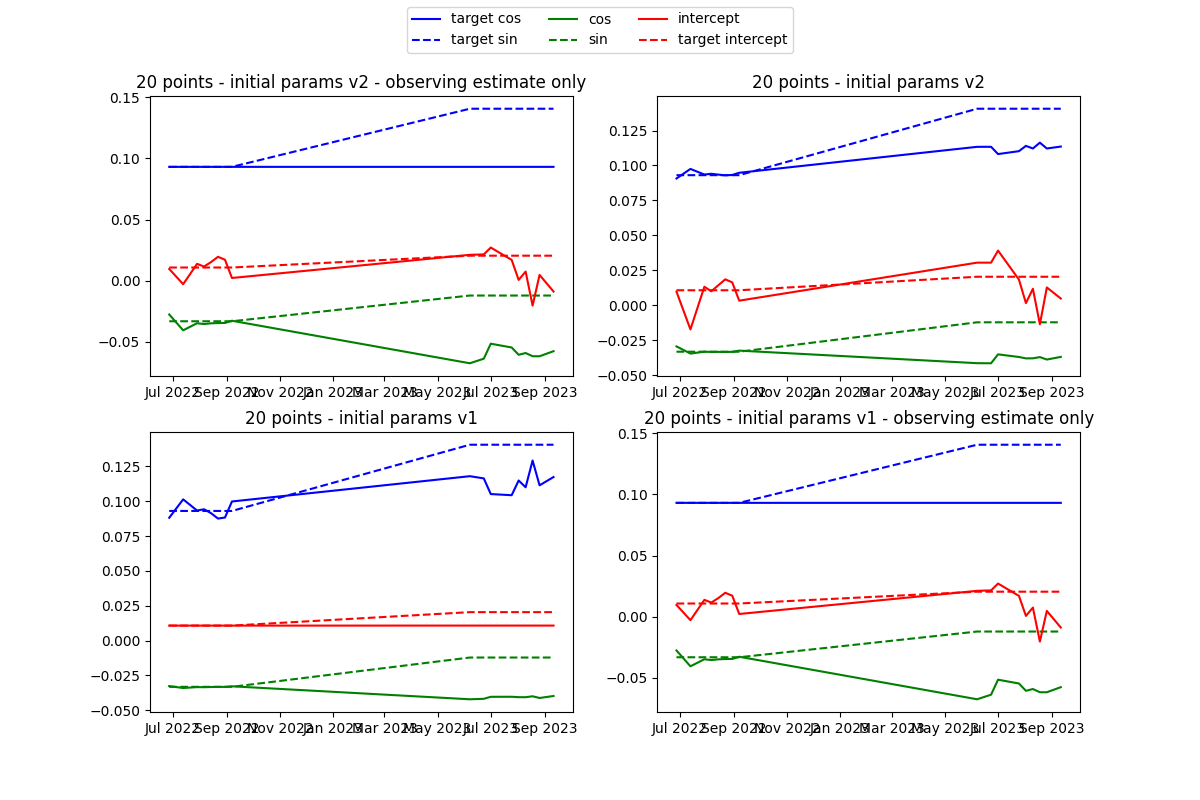 target cos cos intercept
target sin sin target intercept
20 points - initial params v2 - observing estimate only
0.15
0.10
0.05
0.00
−0.05
Jul 2022 Sep 2022 Nov 2022 Jan 2023 Mar 2023 May 2023 Jul 2023 Sep 2023
20 points - initial params v2
0.125
0.100
0.075
0.050
0.025
0.000
−0.025
−0.050
Jul 2022 Sep 2022 Nov 2022 Jan 2023 Mar 2023 May 2023 Jul 2023 Sep 2023
20 points - initial params v1
0.125
0.100
0.075
0.050
0.025
0.000
−0.025
−0.050
Jul 2022 Sep 2022 Nov 2022 Jan 2023 Mar 2023 May 2023 Jul 2023 Sep 2023
20 points - initial params v1 - observing estimate only
0.15
0.10
0.05
0.00
−0.05
Jul 2022 Sep 2022 Nov 2022 Jan 2023 Mar 2023 May 2023 Jul 2023 Sep 2023